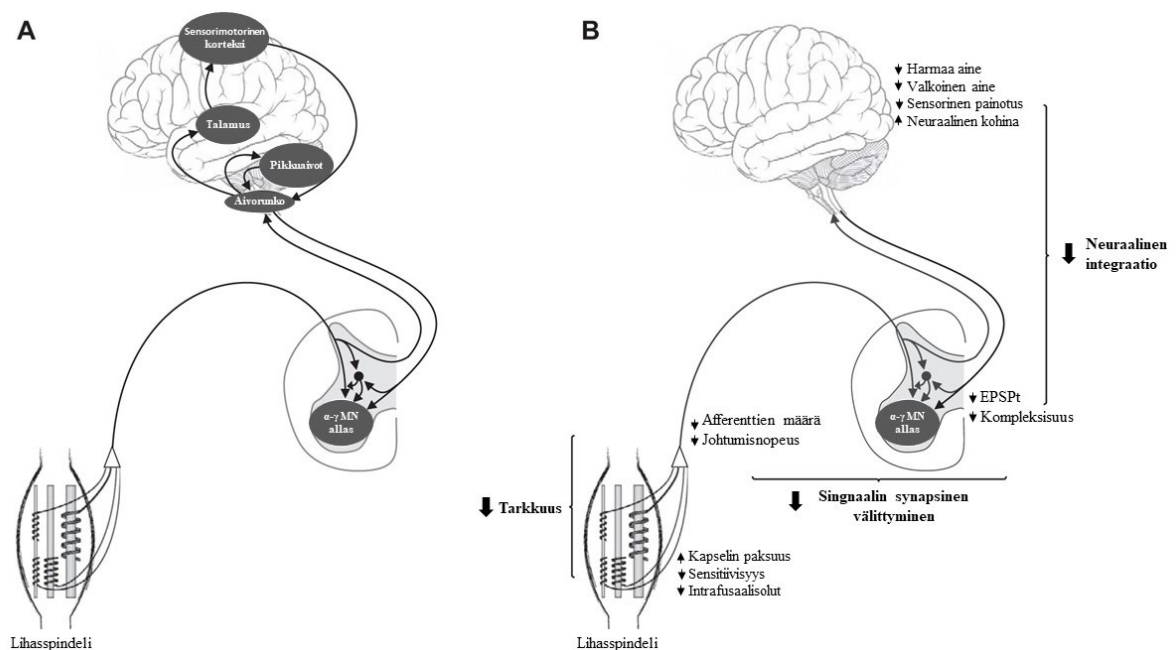 A
Sensorimotorinen
korteksi
Talamus
Pikkuaivot
Aivorunko
α-γ MN
allas
Lihasspindeli
B
Harmaa aine
Valkoinen aine
Sensorinen painotus
Neuraalinen kohina
Neuraalinen
integraatio
EPSPt
Kompleksisuus
α-γ MN
allas
Afferenttien määrä
Johtumisnopeus
Singnaalin synapsinen
välittyminen
Tarkkuus
Kapselin paksuus
Sensitiivisyys
Intrafusaalisolut
Lihasspindeli